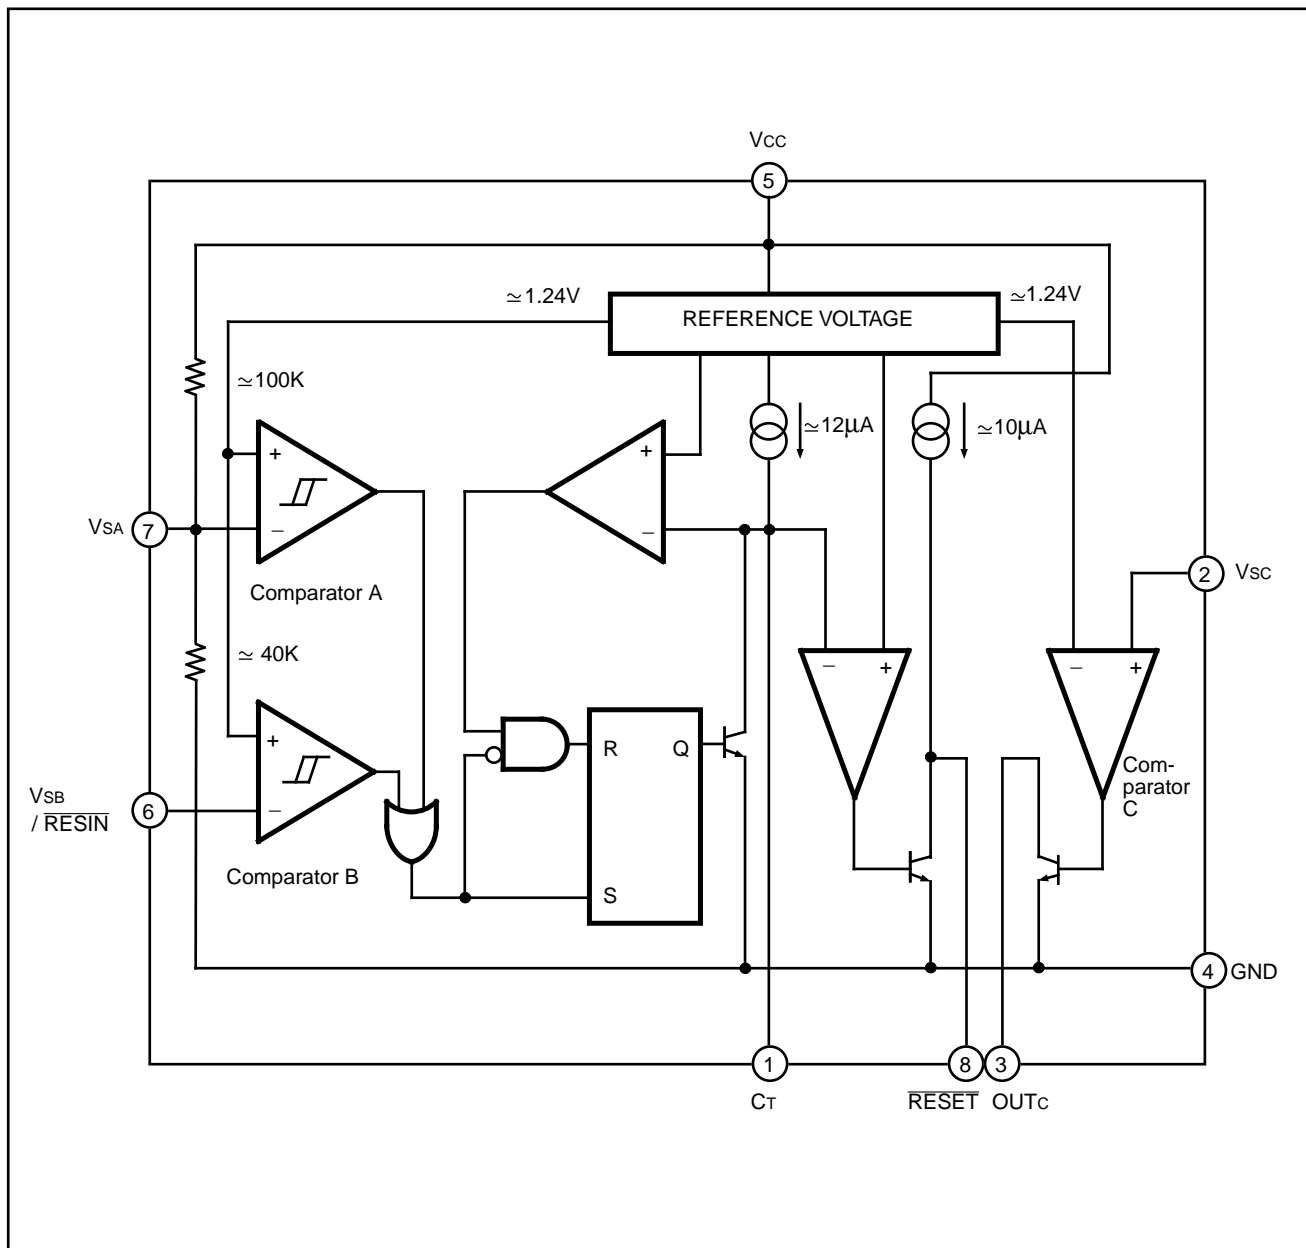 VCC
5
≃1.24V
≃1.24V
REFERENCE VOLTAGE
≃100K
≃12μA
≃10μA
+
+
–
–
VSA
7
2
VSC
Comparator A
≃ 40K
–
+
–
+
+
R
Q
Com-
parator
C
VSB
/ RESIN
6
–
Comparator B
S
4
GND
1
8
3
CT
RESET
OUTC